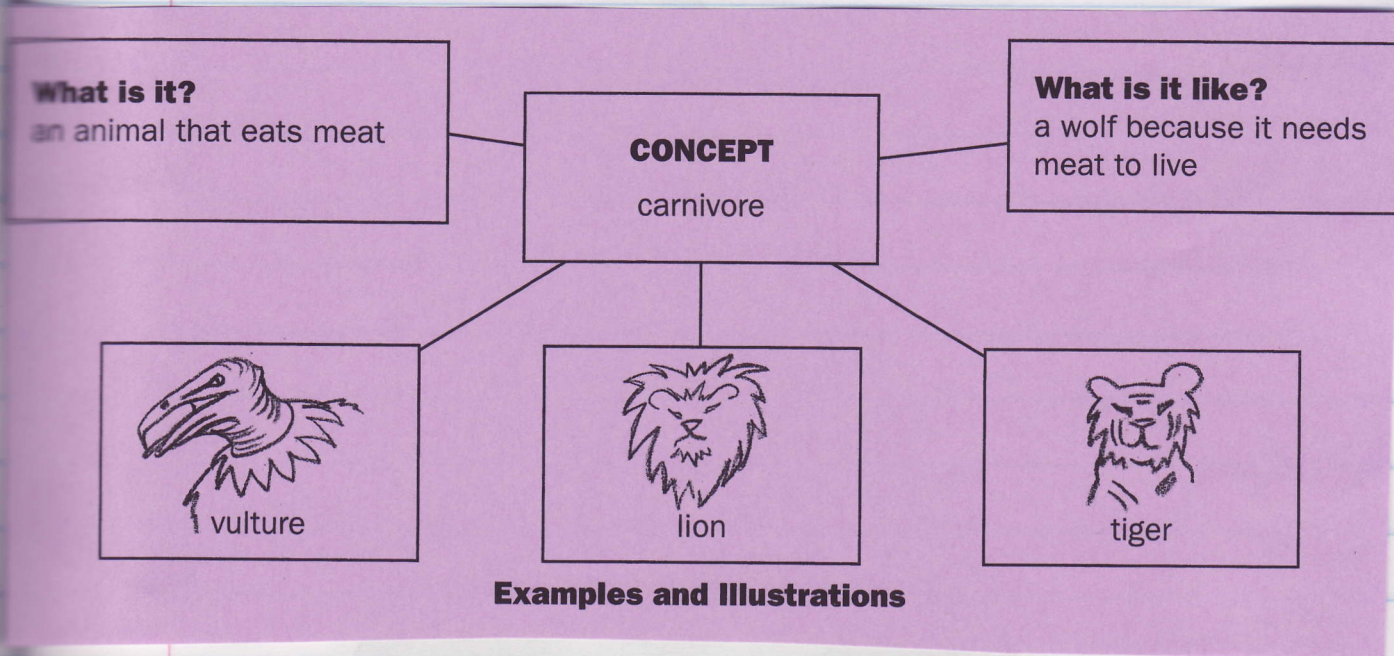 What is it?
an animal that eats meat
CONCEPT
carnivore
What is it like?
a wolf because it needs
meat to live
vulture
lion
tiger
Examples and Illustrations